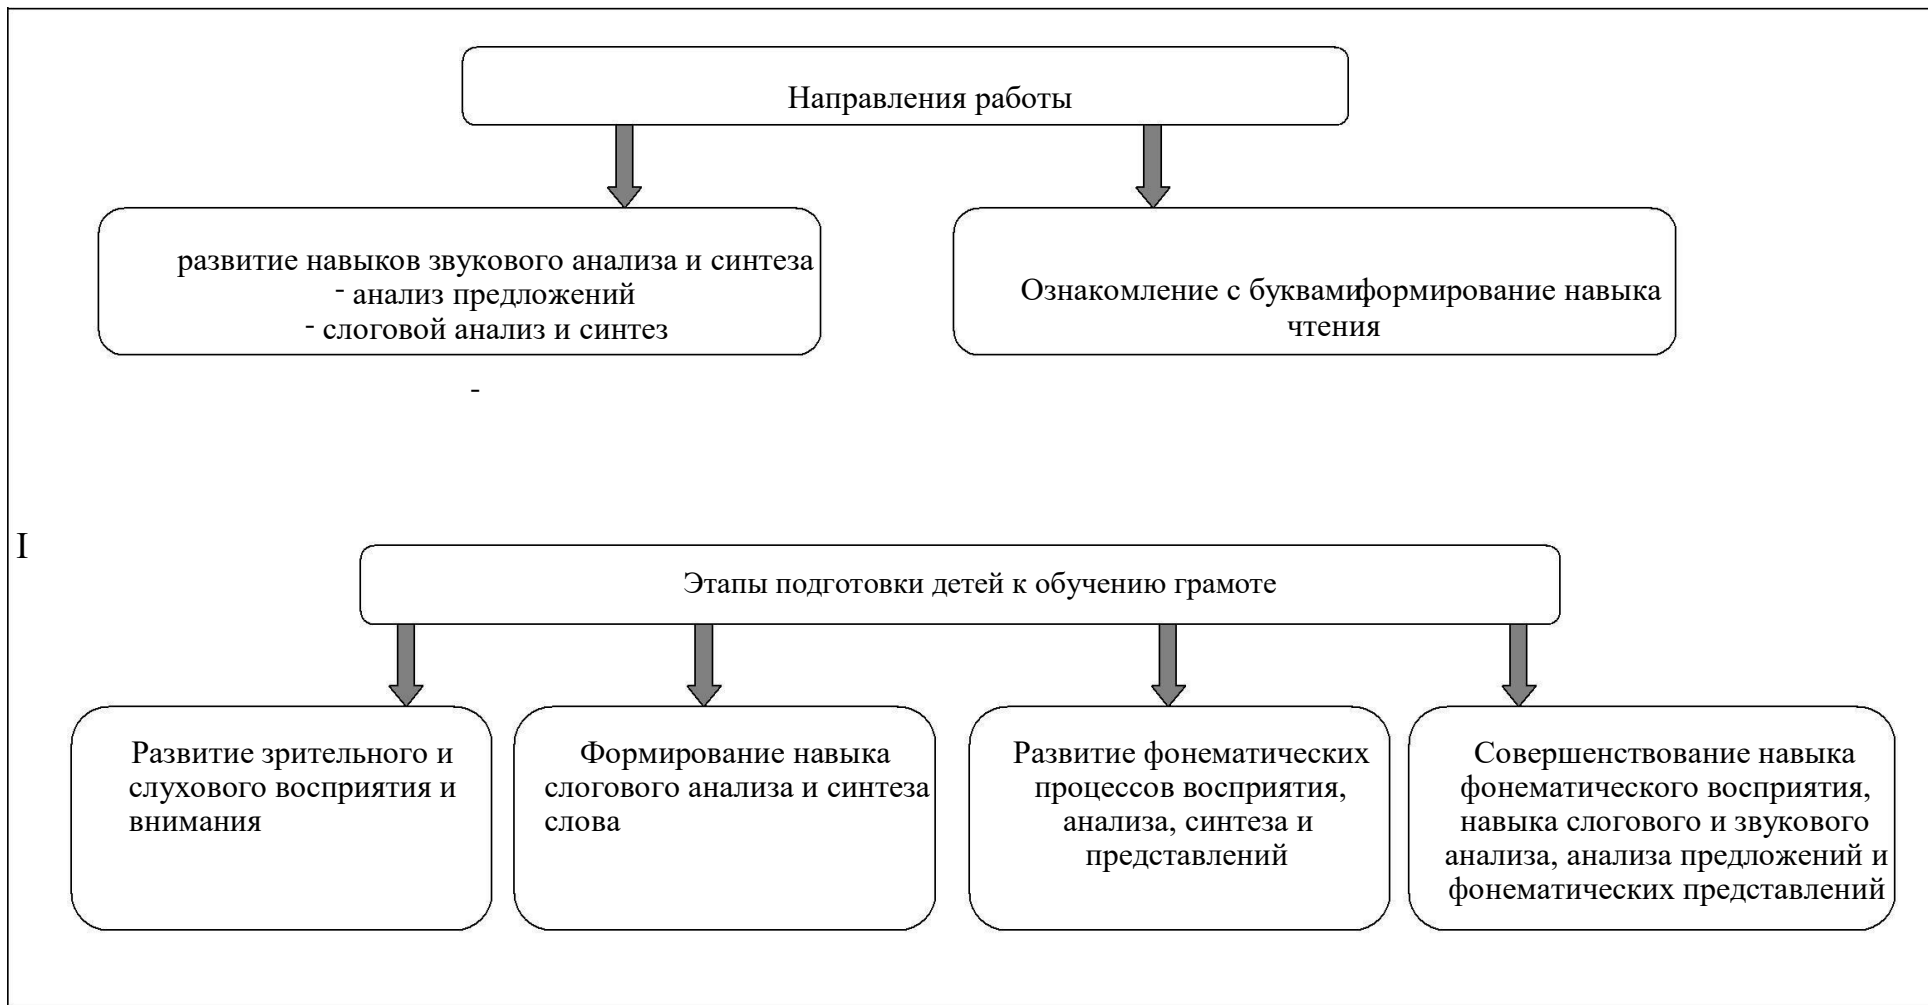 Направления работы
развитие навыков звукового анализа и синтеза
- анализ предложений
- слоговой анализ и синтез
-
Ознакомление с буквами,формирование навыка
чтения
I
Этапы подготовки детей к обучению грамоте
Развитие зрительного и
слухового восприятия и
внимания
Формирование навыка
слогового анализа и синтеза
слова
Развитие фонематических
процессов восприятия,
анализа, синтеза и
представлений
Совершенствование навыка
фонематического восприятия,
навыка слогового и звукового
анализа, анализа предложений и
фонематических представлений